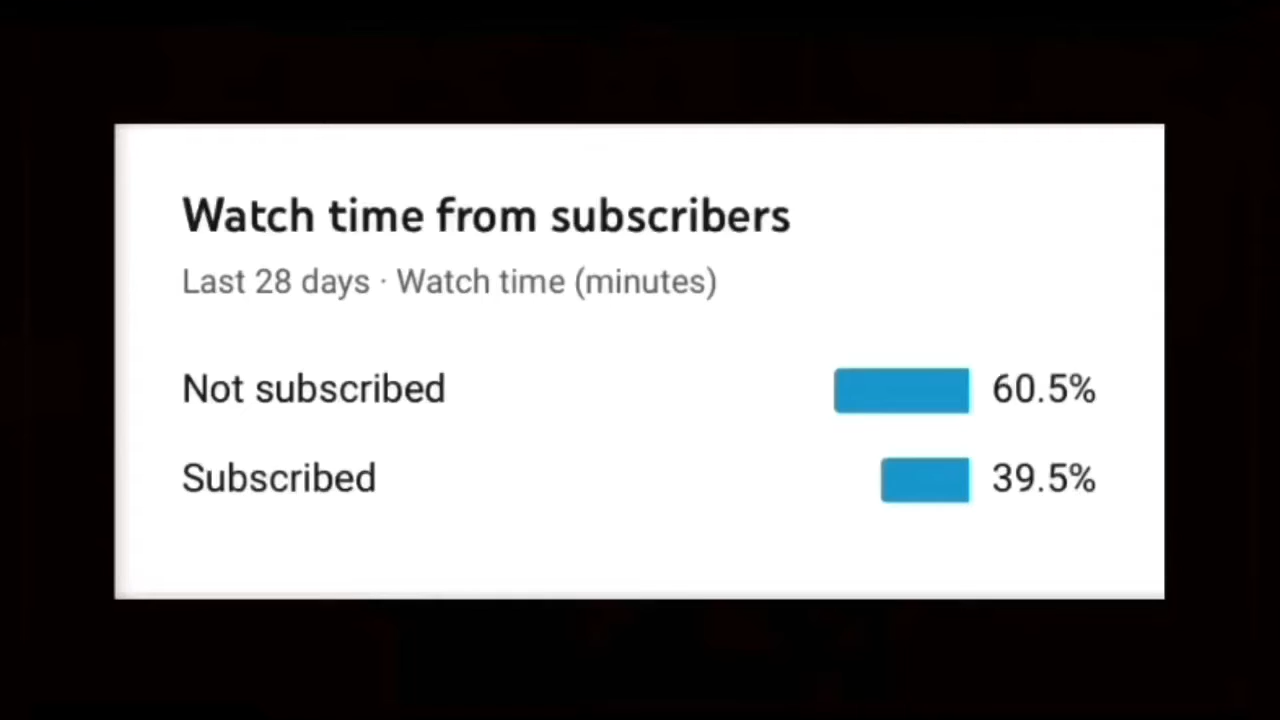 Watch time from subscribers
Last 28 days · Watch time (minutes)
Not subscribed 60.5%
Subscribed 39.5%